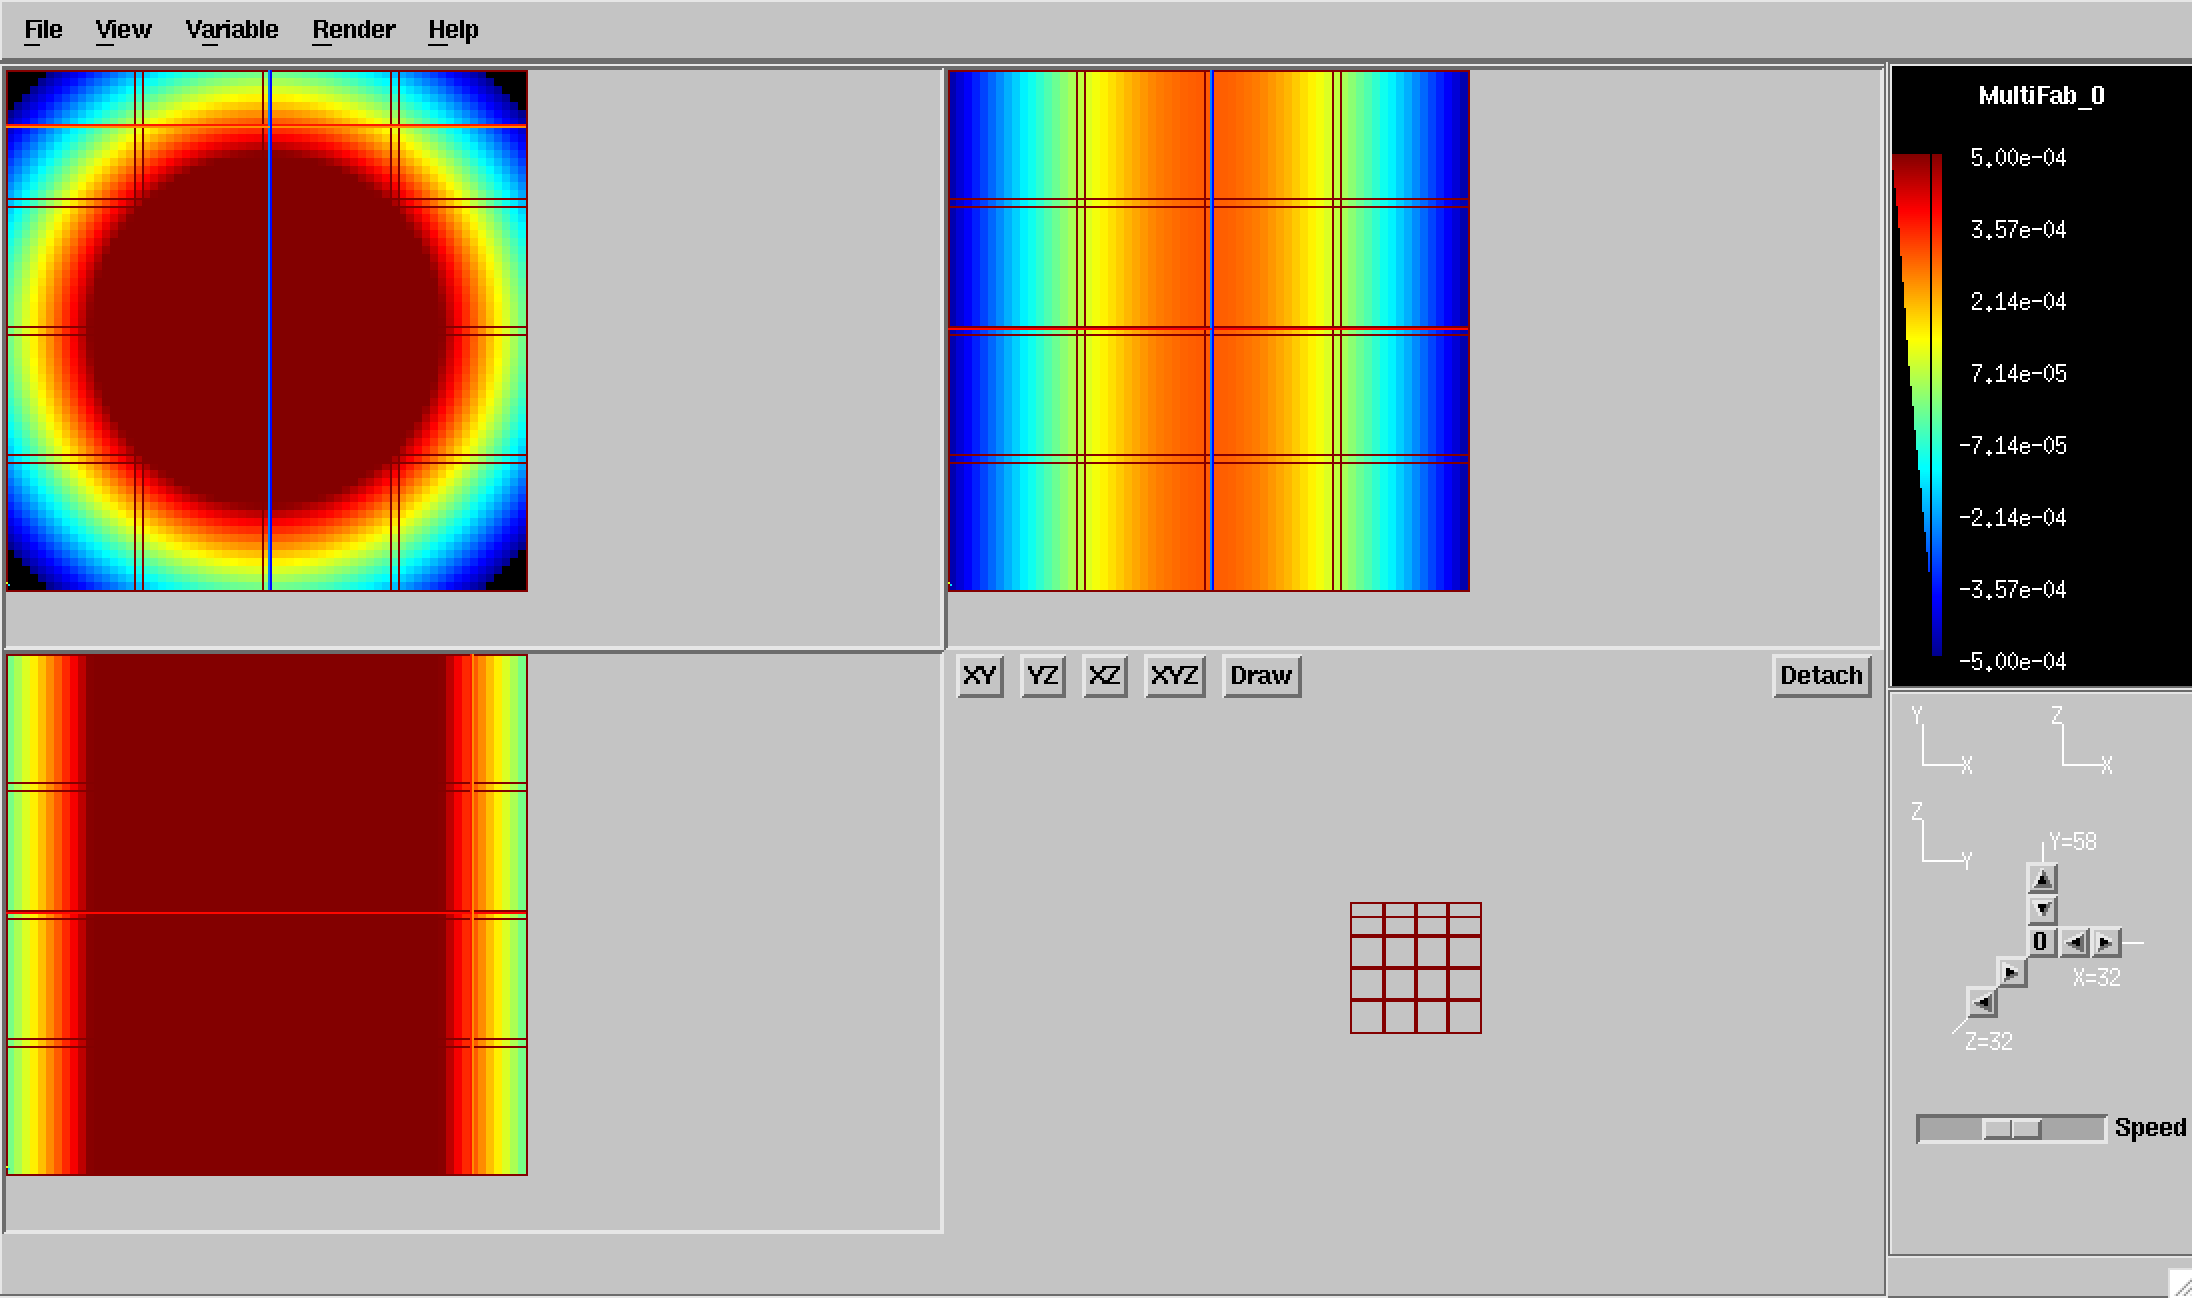 File View Variable Render Help
MultiFab_0
5.00e-04
3.57e-04
2.14e-04
7.14e-05
-7.14e-05
-2.14e-04
-3.57e-04
-5.00e-04
XY YZ XZ XYZ Draw Detach
Y Z
X X
Z
Y
Y=58
0
X=32
Z=32
Speed